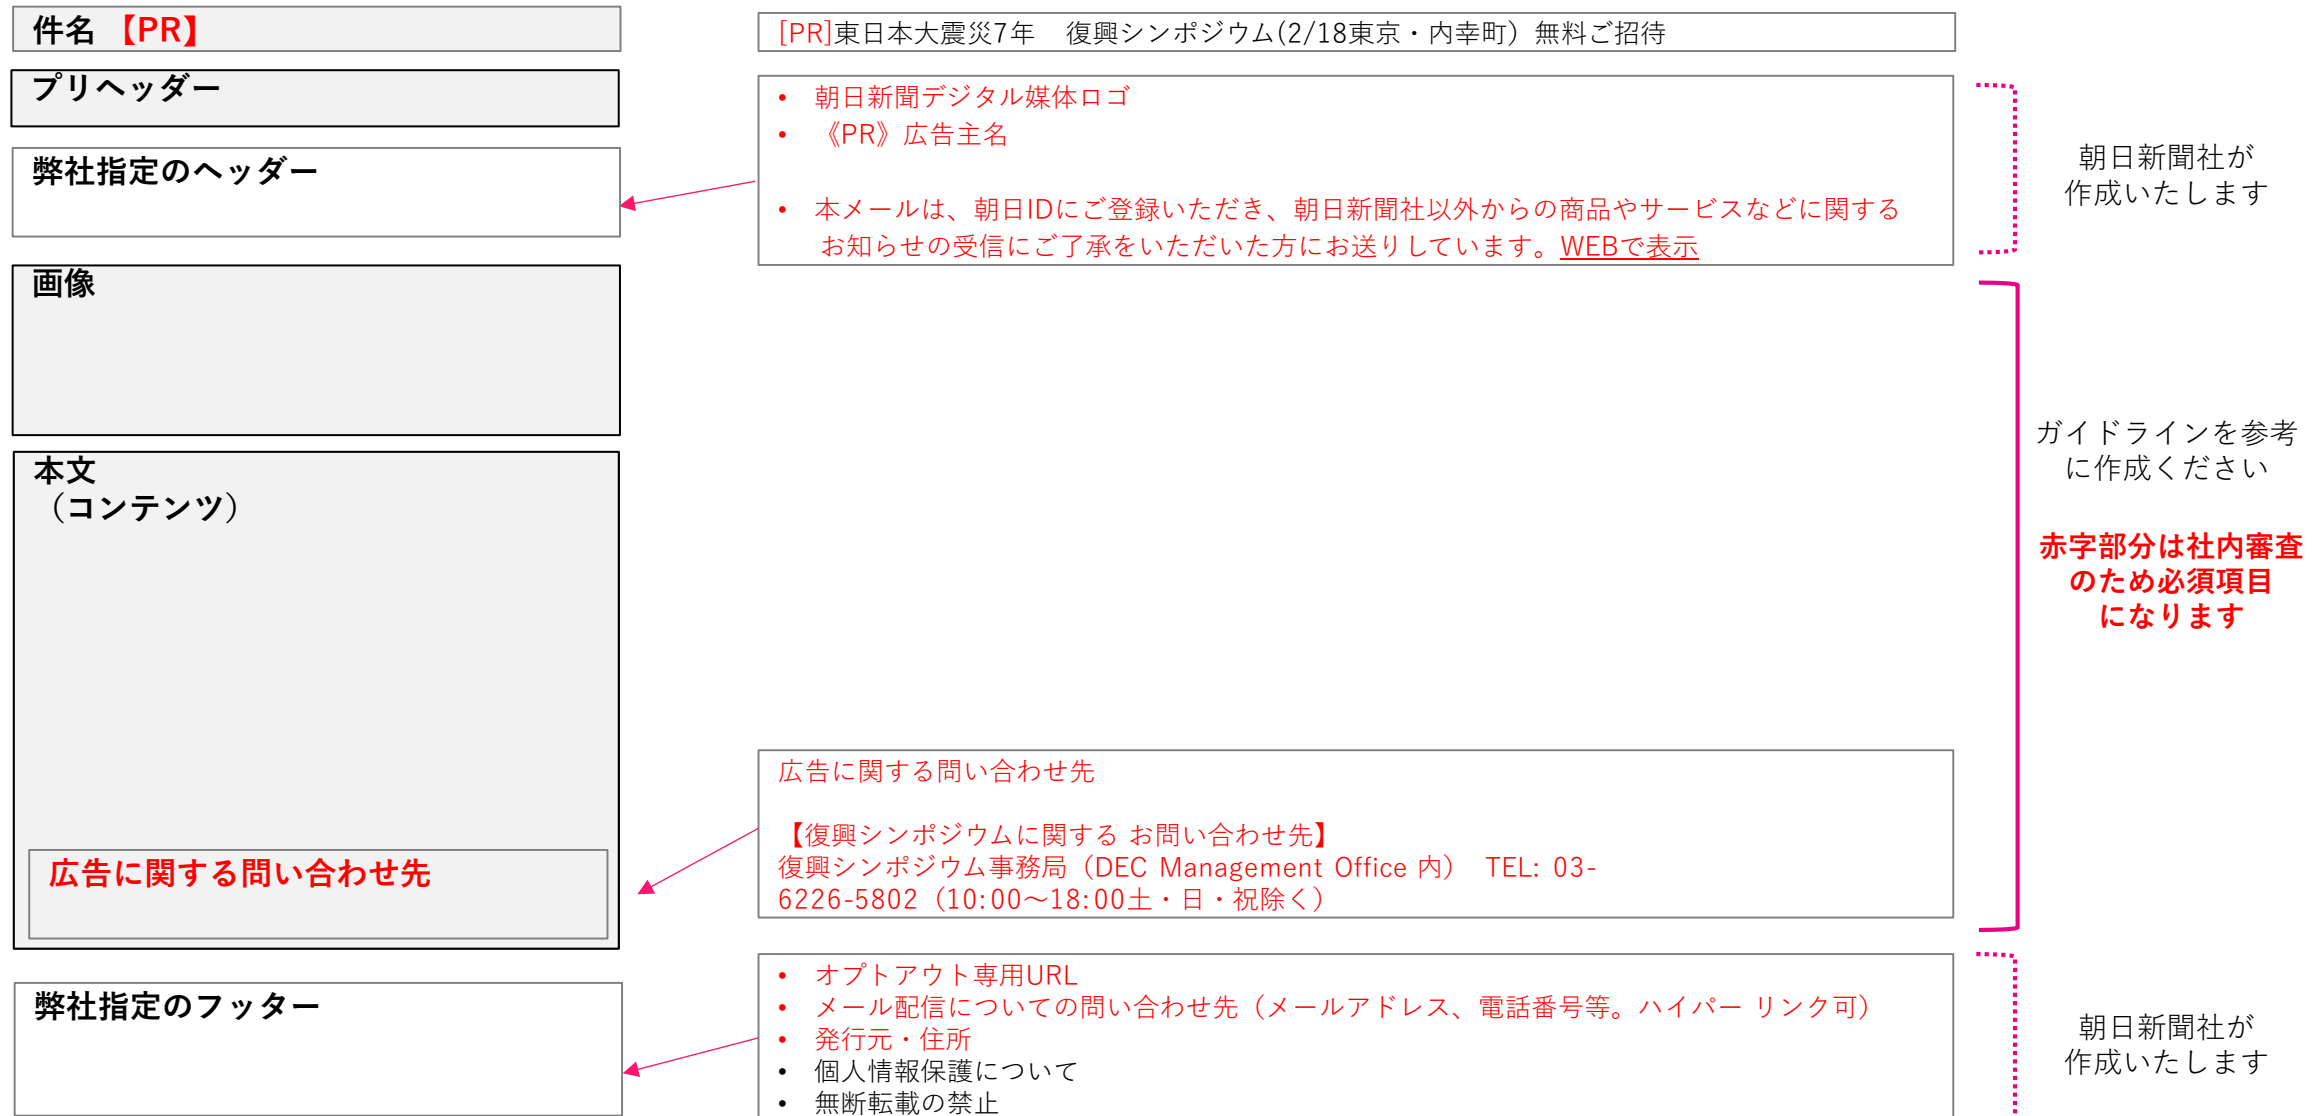 件名【PR】
[PR]東日本大震災7年　復興シンポジウム(2/18東京・内幸町）無料ご招待
プリヘッダー
弊社指定のヘッダー
• 朝日新聞デジタル媒体ロゴ
• 《PR》広告主名
• 本メールは、朝日IDにご登録いただき、朝日新聞社以外からの商品やサービスなどに関する
お知らせの受信にご了承をいただいた方にお送りしています。WEBで表示
朝日新聞社が
作成いたします
画像
本文
（コンテンツ）
ガイドラインを参考
に作成ください
赤字部分は社内審査
のため必須項目
になります
広告に関する問い合わせ先
広告に関する問い合わせ先
【復興シンポジウムに関する お問い合わせ先】
復興シンポジウム事務局（DEC Management Office 内）　TEL: 03-
6226-5802（10:00～18:00土・日・祝除く）
弊社指定のフッター
• オプトアウト専用URL
• メール配信についての問い合わせ先（メールアドレス、電話番号等。ハイパー リンク可）
• 発行元・住所
• 個人情報保護について
• 無断転載の禁止
朝日新聞社が
作成いたします